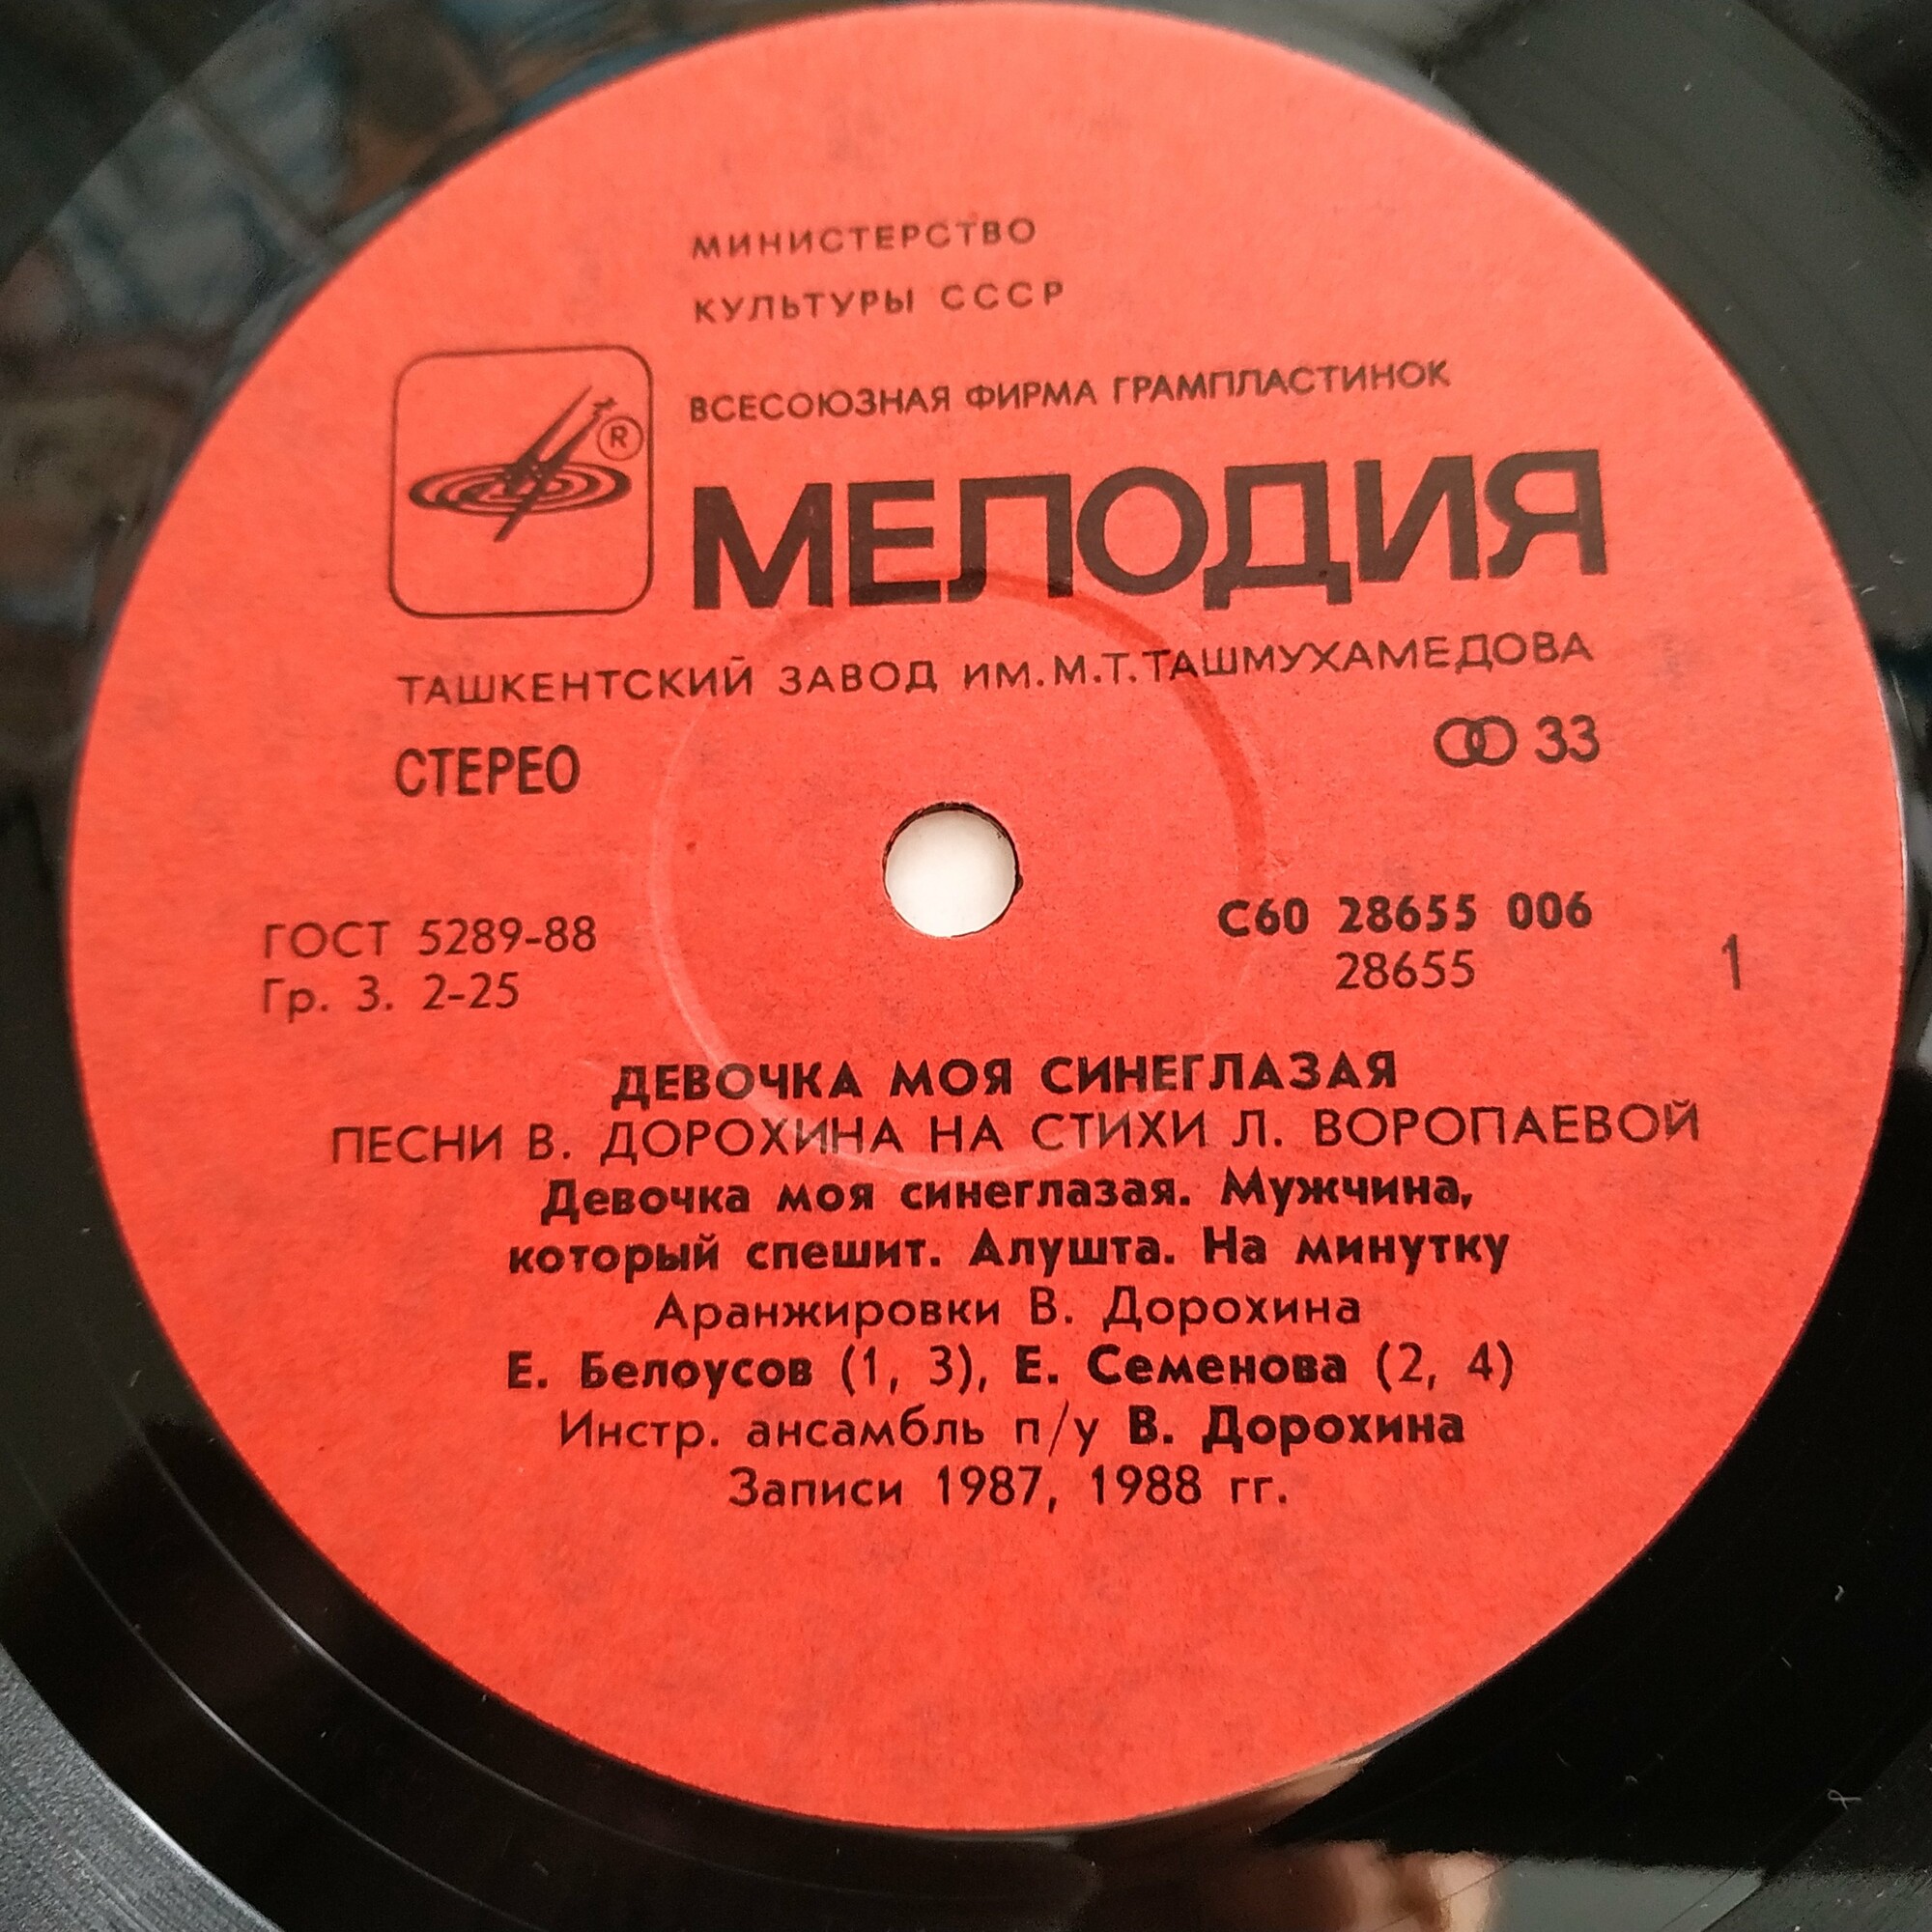 МИНИСТЕРСТВО
КУЛЬТУРЫ СССР
ВСЕСОЮЗНАЯ ФИРМА ГРАМПЛАСТИНОК
®
МЕЛОДИЯ
ТАШКЕНТСКИЙ ЗАВОД ИМ. М.Т. ТАШМУХАМЕДОВА
СТЕРЕО 33
ГОСТ 5289-88
Гр. 3. 2-25
С60 28655 006
28655
1
ДЕВОЧКА МОЯ СИНЕГЛАЗАЯ
ПЕСНИ В. ДОРОХИНА НА СТИХИ Л. ВОРОПАЕВОЙ
Девочка моя синеглазая. Мужчина,
который спешит. Алушта. На минутку
Аранжировки В. Дорохина
Е. Белоусов (1, 3), Е. Семенова (2, 4)
Инстр. ансамбль п/у В. Дорохина
Записи 1987, 1988 гг.